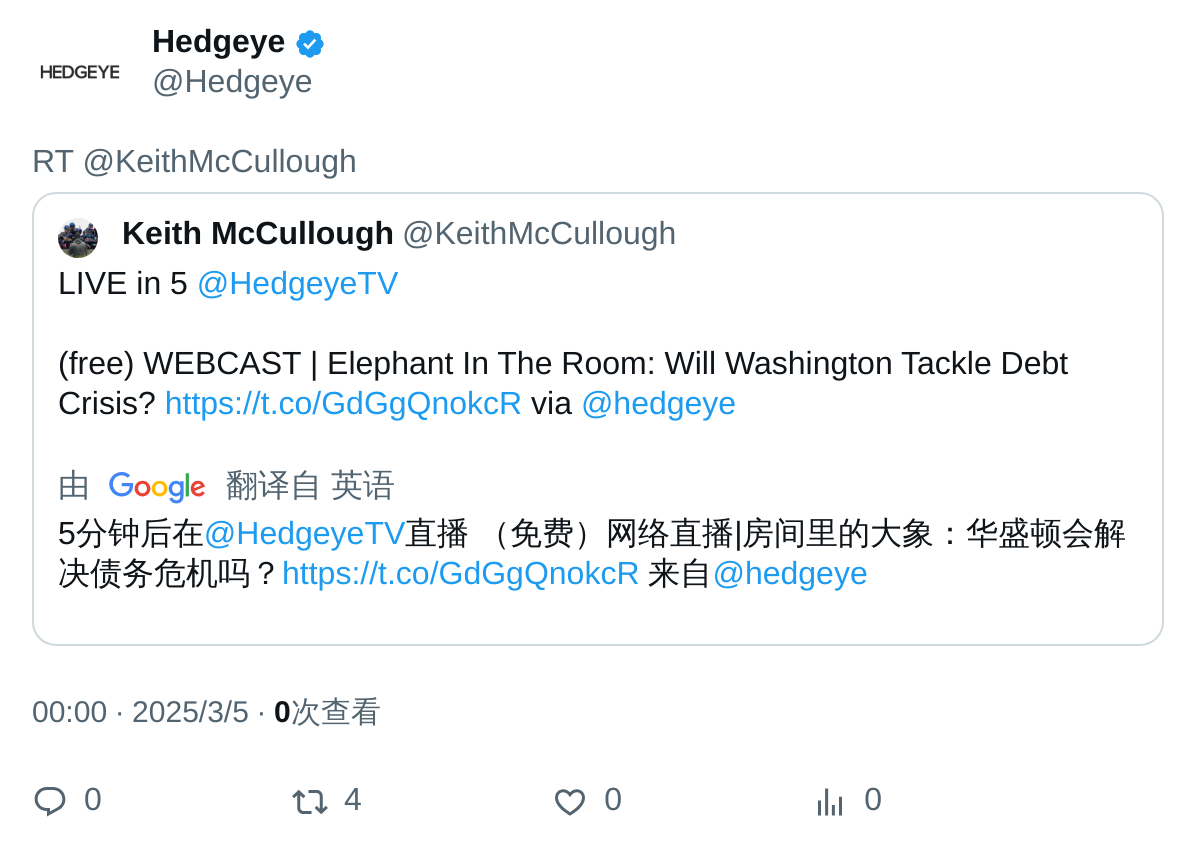 Hedgeye
HEDGEYE
@Hedgeye
RT @KeithMcCullough
Keith McCullough @KeithMcCullough
LIVE in 5 @HedgeyeTV
(free) WEBCAST | Elephant In The Room: Will Washington Tackle Debt
Crisis? https://t.co/GdGgQnokcR via @hedgeye
由 Google 翻译自 英语
5分钟后在@HedgeyeTV直播 （免费）网络直播|房间里的大象：华盛顿会解
决债务危机吗？https://t.co/GdGgQnokcR 来自@hedgeye
00:00 · 2025/3/5 · 0次查看
0 4 0 0